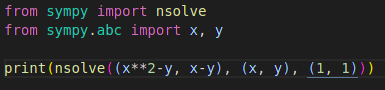 from sympy import nsolve
from sympy.abc import x, y
print(nsolve((x**2-y, x-y), (x, y), (1, 1)))